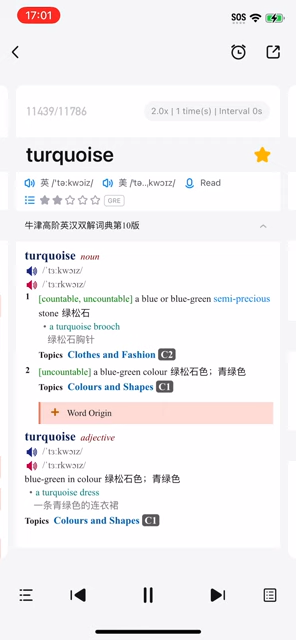 17:01
SOS
11439/11786
2.0x | 1 time(s) | Interval 0s
turquoise
英 /'tə:kwɔiz/ 美 /'tə..,kwɔɪz/ Read
GRE
牛津高阶英汉双解词典第10版
turquoise noun
/ˈtɜːkwɔɪz/
/ˈtɜːrkwɔɪz/
1 [countable, uncountable] a blue or blue-green semi-precious
stone 绿松石
• a turquoise brooch
绿松石胸针
Topics Clothes and Fashion C2
2 [uncountable] a blue-green colour 绿松石色；青绿色
Topics Colours and Shapes C1
+ Word Origin
turquoise adjective
/ˈtɜːkwɔɪz/
/ˈtɜːrkwɔɪz/
blue-green in colour 绿松石色；青绿色
• a turquoise dress
一条青绿色的连衣裙
Topics Colours and Shapes C1